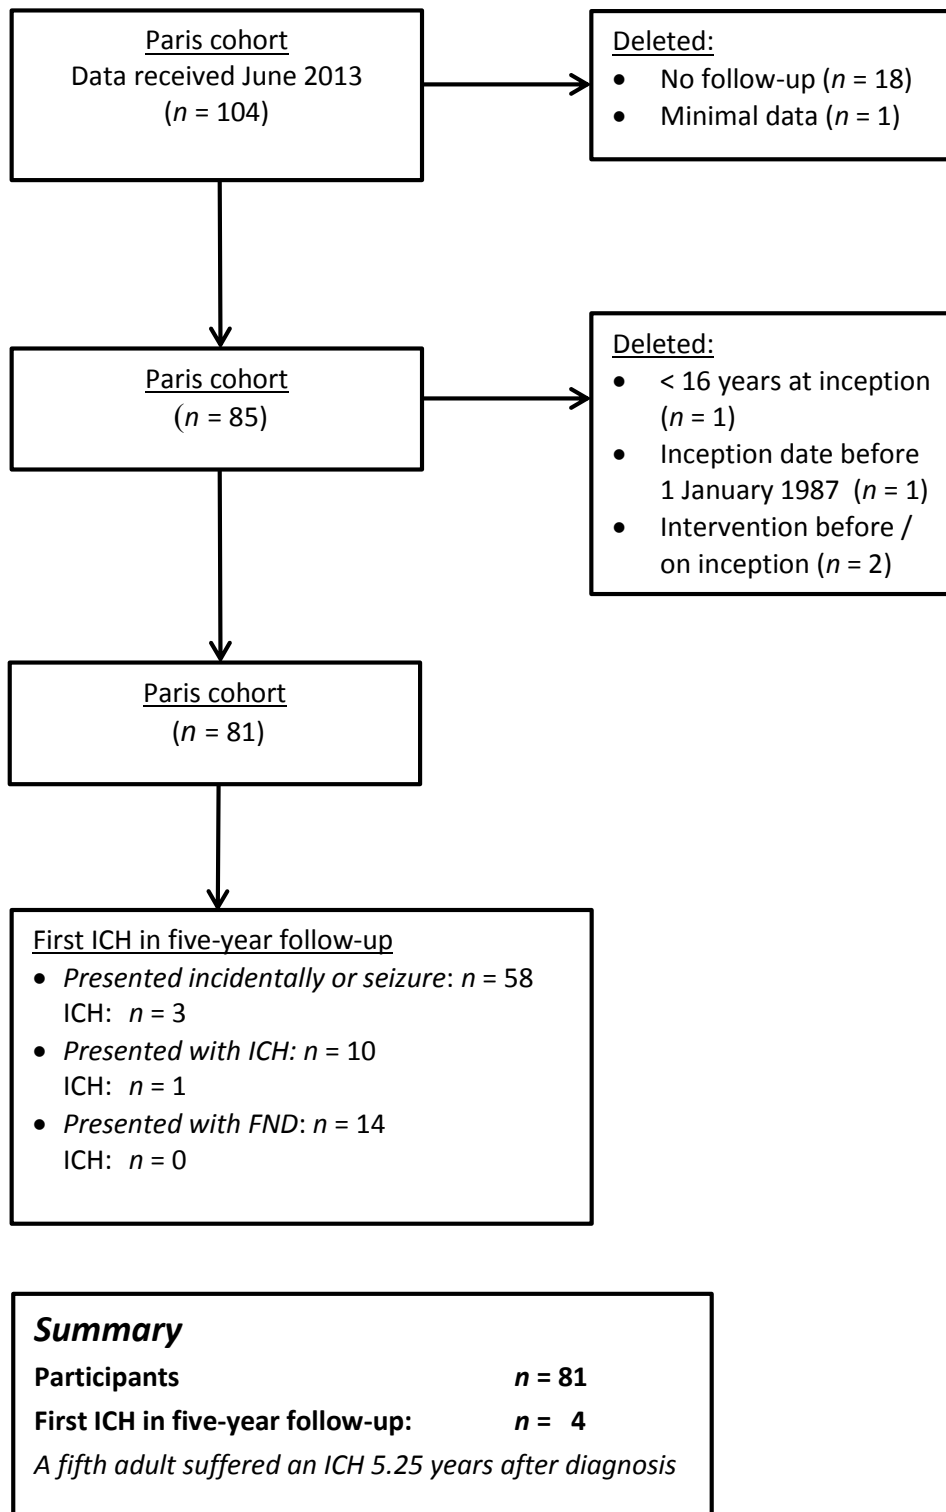 Paris cohort
Data received June 2013
(n = 104)
Deleted:
• No follow-up (n = 18)
• Minimal data (n = 1)
Paris cohort
(n = 85)
Deleted:
• < 16 years at inception
(n = 1)
• Inception date before
1 January 1987 (n = 1)
• Intervention before /
on inception (n = 2)
Paris cohort
(n = 81)
First ICH in five-year follow-up
• Presented incidentally or seizure: n = 58
ICH: n = 3
• Presented with ICH: n = 10
ICH: n = 1
• Presented with FND: n = 14
ICH: n = 0
Summary
Participants n = 81
First ICH in five-year follow-up: n = 4
A fifth adult suffered an ICH 5.25 years after diagnosis